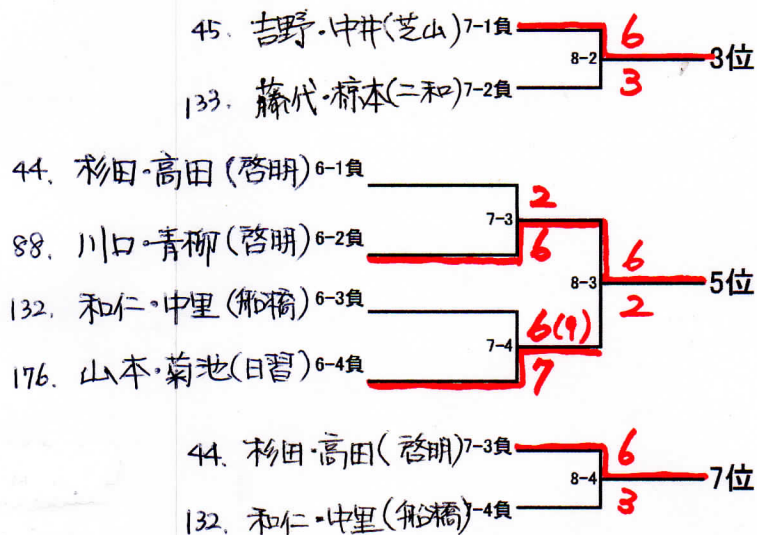 45. 吉野・中井(芝山) 7-1負 6
8-2 3位
133. 藤代・椋本(二和) 7-2負 3
44. 杉田・高田(啓明) 6-1負
7-3 2
88. 川口・青柳(啓明) 6-2負 6
8-3 6 5位
2
132. 和仁・中里(船橋) 6-3負
7-4 6(9)
176. 山本・菊池(日習) 6-4負 7
44. 杉田・高田(啓明) 7-3負 6
8-4 7位
132. 和仁・中里(船橋) 7-4負 3